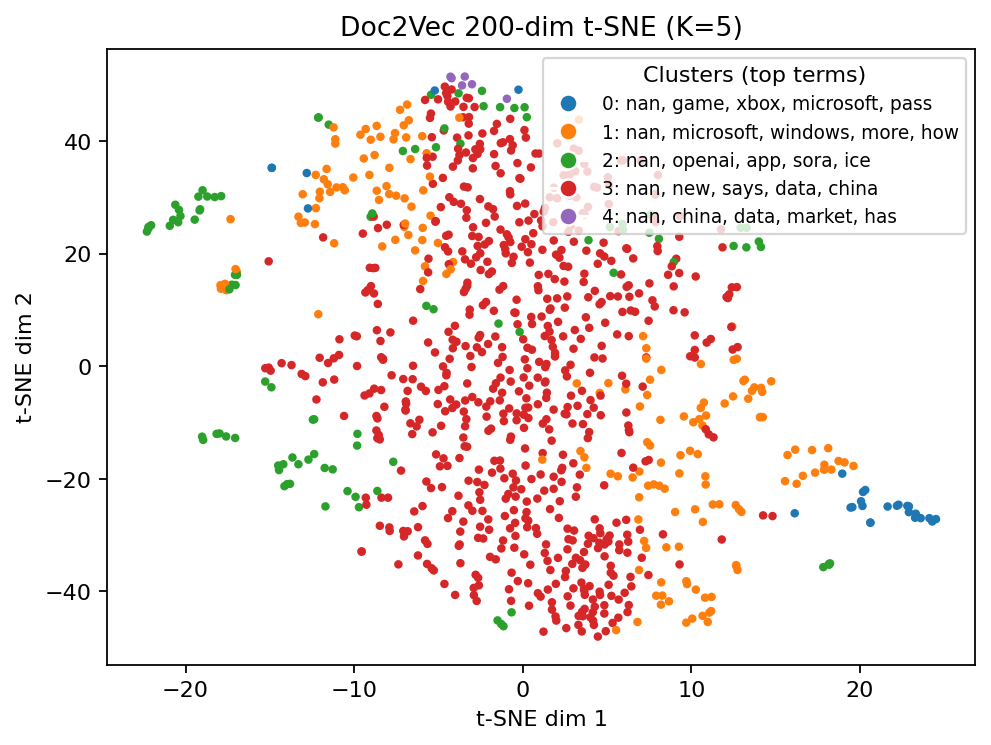 Doc2Vec 200-dim t-SNE (K=5)
Clusters (top terms)
0: nan, game, xbox, microsoft, pass
1: nan, microsoft, windows, more, how
2: nan, openai, app, sora, ice
3: nan, new, says, data, china
4: nan, china, data, market, has
t-SNE dim 2
40
20
0
−20
−40
−20
−10
0
10
20
t-SNE dim 1